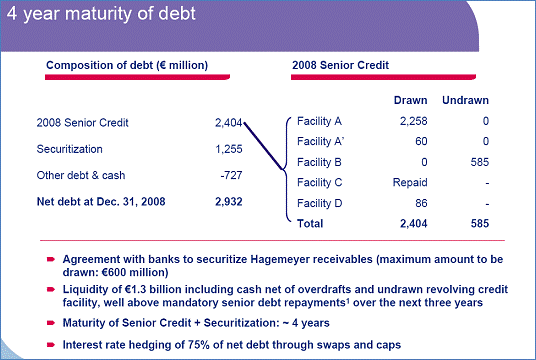 4 year maturity of debt
Composition of debt (€ million)
2008 Senior Credit 2,404
Securitization 1,255
Other debt & cash -727
Net debt at Dec. 31, 2008 2,932
2008 Senior Credit
Drawn Undrawn
Facility A 2,258 0
Facility A' 60 0
Facility B 0 585
Facility C Repaid -
Facility D 86 -
Total 2,404 585
Agreement with banks to securitize Hagemeyer receivables (maximum amount to
be drawn: €600 million)
Liquidity of €1.3 billion including cash net of overdrafts and undrawn revolving credit
facility, well above mandatory senior debt repayments¹ over the next three years
Maturity of Senior Credit + Securitization: ~ 4 years
Interest rate hedging of 75% of net debt through swaps and caps